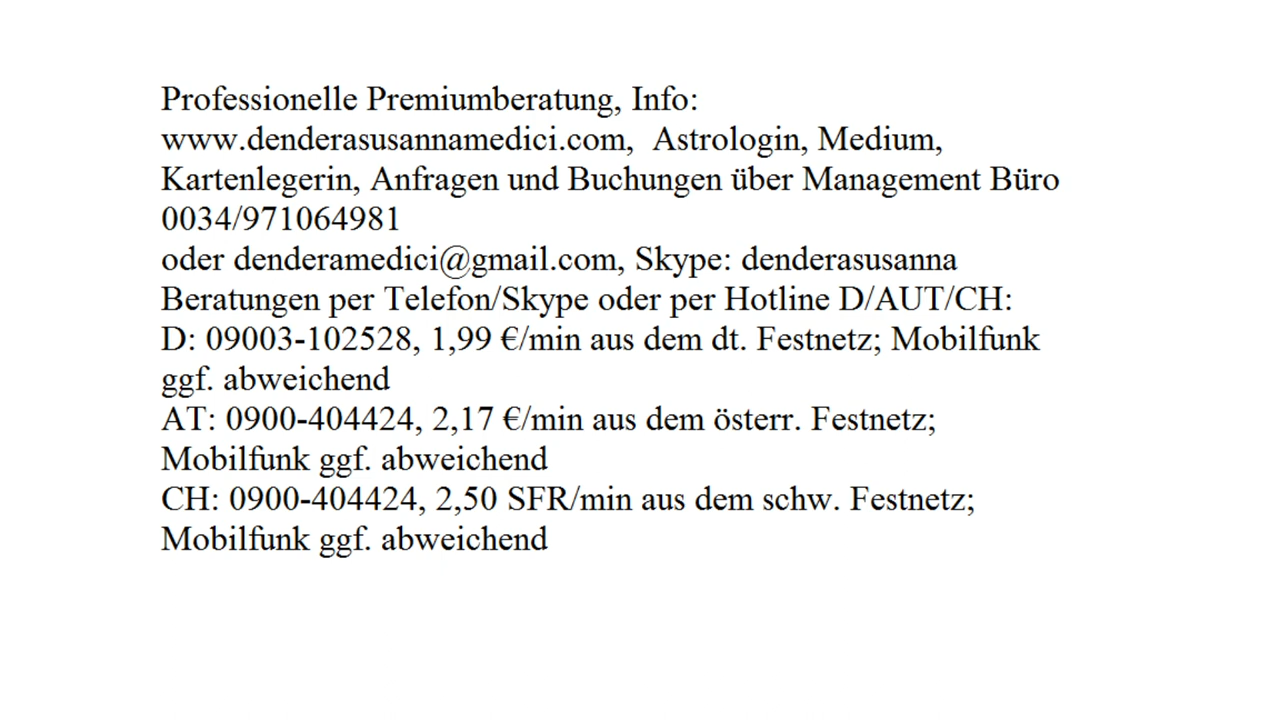 Professionelle Premiumberatung, Info:
www.denderasusannamedici.com,  Astrologin, Medium,
Kartenlegerin, Anfragen und Buchungen über Management Büro
0034/971064981
oder denderamedici@gmail.com, Skype: denderasusanna
Beratungen per Telefon/Skype oder per Hotline D/AUT/CH:
D: 09003-102528, 1,99 €/min aus dem dt. Festnetz; Mobilfunk
ggf. abweichend
AT: 0900-404424, 2,17 €/min aus dem österr. Festnetz;
Mobilfunk ggf. abweichend
CH: 0900-404424, 2,50 SFR/min aus dem schw. Festnetz;
Mobilfunk ggf. abweichend